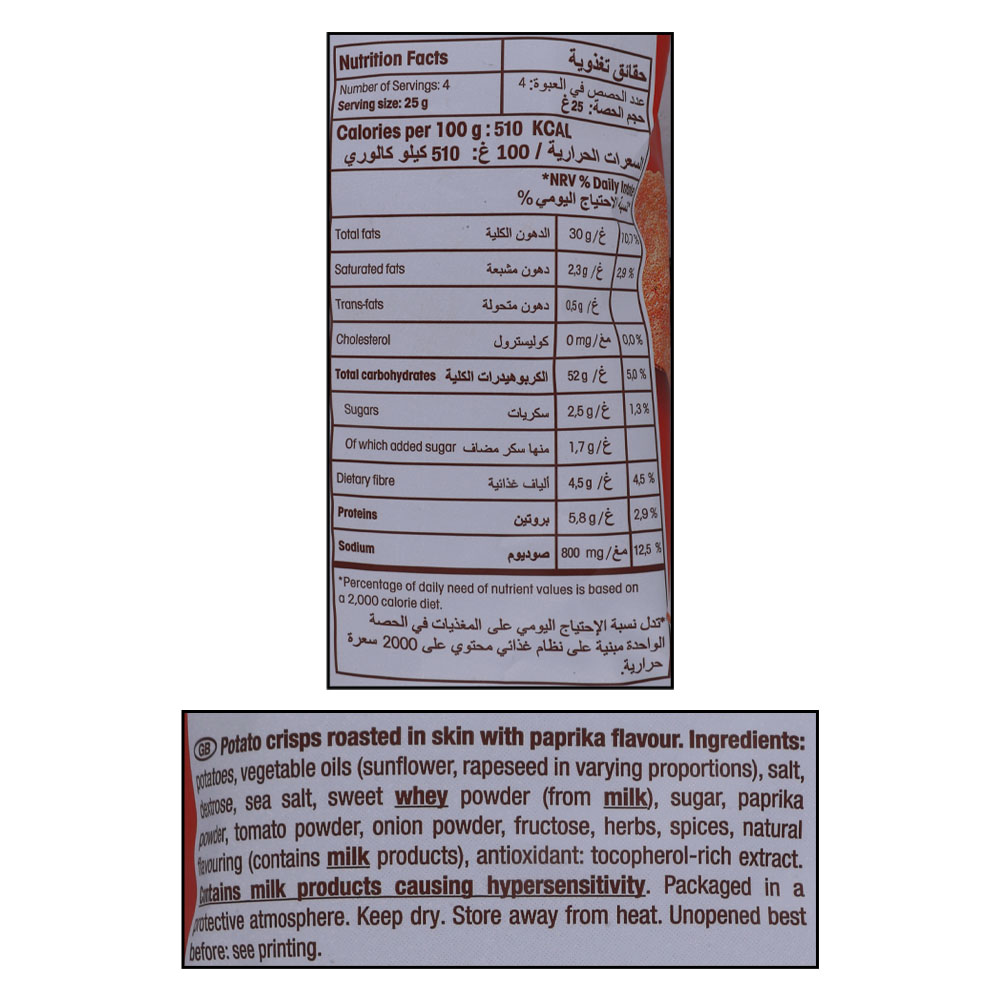 Nutrition Facts حقائق تغذوية
Number of Servings: 4 عدد الحصص في العبوة: 4
Serving size: 25 g حجم الحصة: 25غ
Calories per 100 g : 510 KCAL
السعرات الحرارية / 100 غ: 510 كيلو كالوري
*NRV % Daily Intake
*نسبة الاحتياج اليومي %
Total fats الدهون الكلية 30 g/غ 10,7%
Saturated fats دهون مشبعة 2,3g /غ 2,9 %
Trans-fats دهون متحولة 0,5g /غ
Cholesterol كوليسترول 0 mg/مغ 0,0%
Total carbohydrates الكربوهيدرات الكلية 52g /غ 5,0 %
Sugars سكريات 2,5 g/غ 1,3 %
Of which added sugar منها سكر مضاف 1,7 g/غ
Dietary fibre ألياف غذائية 4,5g /غ 4,5 %
Proteins بروتين 5,8 g/غ 2,9 %
Sodium صوديوم 800 mg /مغ 12,5 %
*Percentage of daily need of nutrient values is based on
a 2,000 calorie diet.
*تدل نسبة الإحتياج اليومي على المغذيات في الحصة
الواحدة مبنية على نظام غذائي محتوي على 2000 سعرة
حرارية.
GB Potato crisps roasted in skin with paprika flavour. Ingredients:
potatoes, vegetable oils (sunflower, rapeseed in varying proportions), salt,
dextrose, sea salt, sweet whey powder (from milk), sugar, paprika
powder, tomato powder, onion powder, fructose, herbs, spices, natural
flavouring (contains milk products), antioxidant: tocopherol-rich extract.
Contains milk products causing hypersensitivity. Packaged in a
protective atmosphere. Keep dry. Store away from heat. Unopened best
before: see printing.